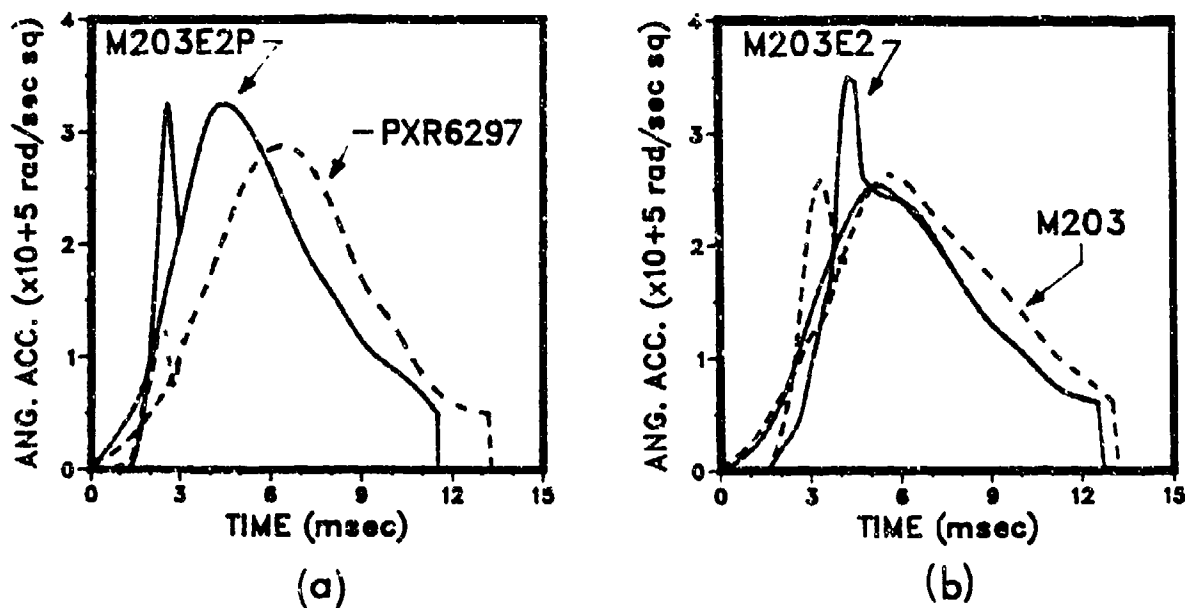 4
M203E2P
3
PXR6297
2
1
0
ANG. ACC. (x10+5 rad/sec sq)
0 3 6 9 12 15
TIME (msec)
(a)
4
M203E2
3
2
M203
1
0
ANG. ACC. (x10+5 rad/sec sq)
0 3 6 9 12 15
TIME (msec)
(b)